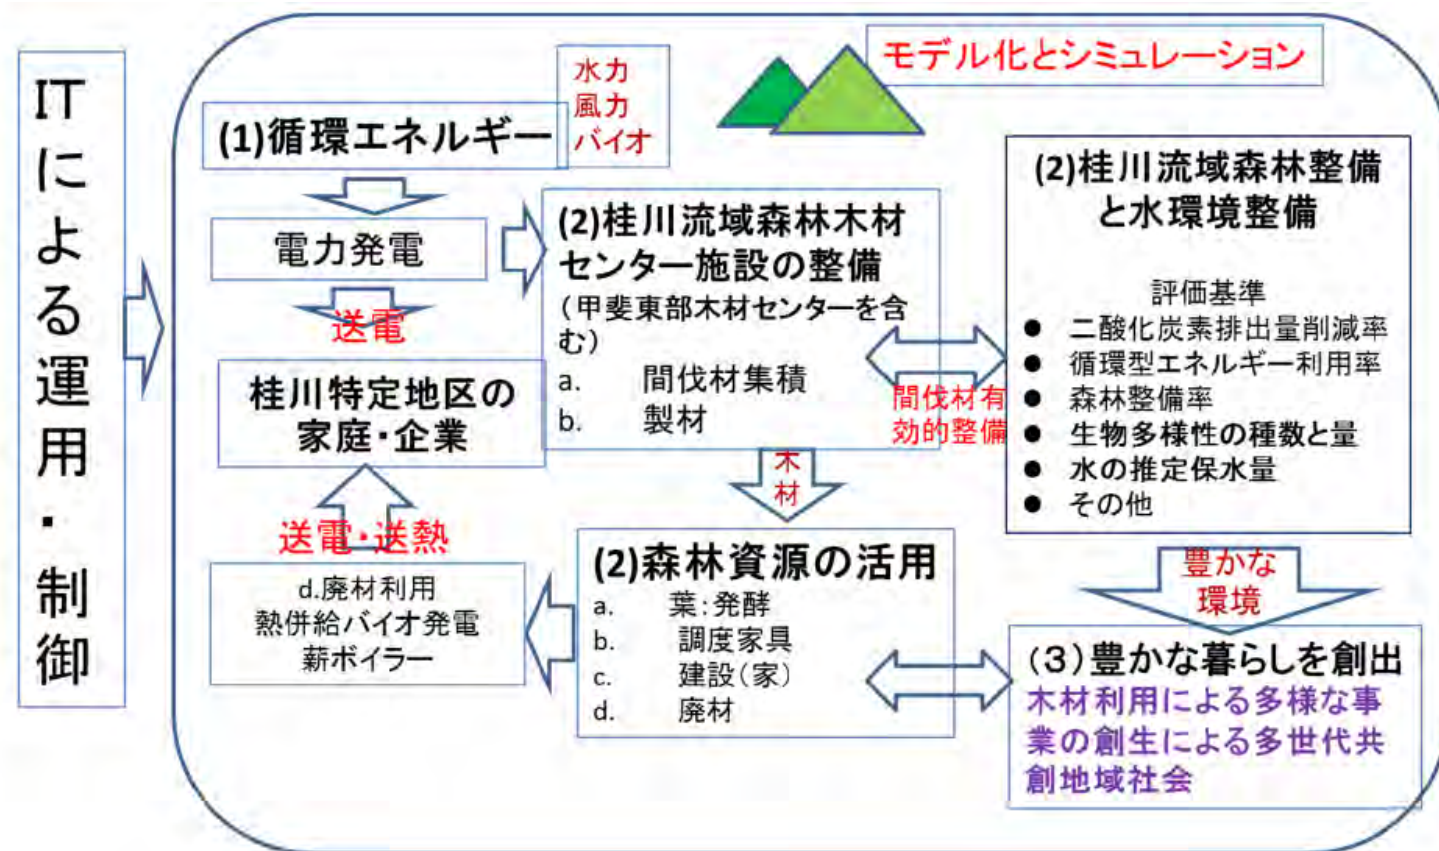 ITによる運用・制御
モデル化とシミュレーション
水力
風力
バイオ
(1)循環エネルギー
電力発電
送電
桂川特定地区の
家庭・企業
送電・送熱
d.廃材利用
熱併給バイオ発電
薪ボイラー
(2)桂川流域森林木材
センター施設の整備
(甲斐東部木材センターを含
む)
a. 間伐材集積
b. 製材
間伐材有
効的整備
木
材
(2)森林資源の活用
a. 葉:発酵
b. 調度家具
c. 建設(家)
d. 廃材
(2)桂川流域森林整備
と水環境整備
評価基準
● 二酸化炭素排出量削減率
● 循環型エネルギー利用率
● 森林整備率
● 生物多様性の種数と量
● 水の推定保水量
● その他
豊かな
環境
(3)豊かな暮らしを創出
木材利用による多様な事
業の創生による多世代共
創地域社会